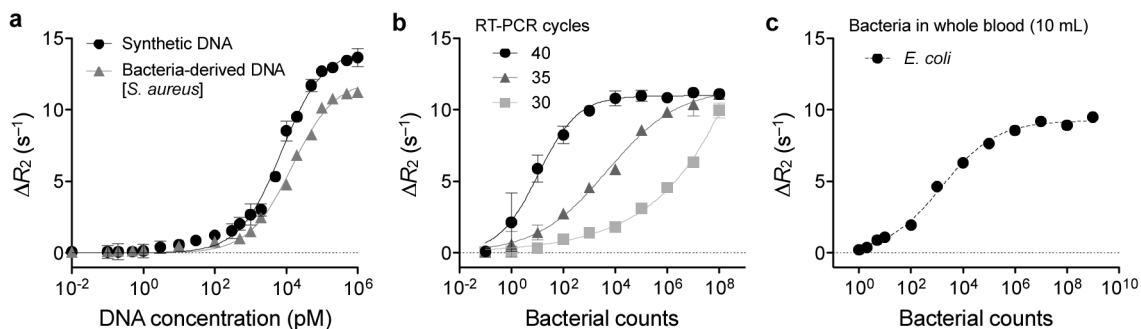 a
Synthetic DNA
Bacteria-derived DNA
[S. aureus]
15
10
5
0
ΔR2 (s–1)
10–2 100 102 104 106
DNA concentration (pM)
b
RT-PCR cycles
40
35
30
15
10
5
0
ΔR2 (s–1)
10–2 100 102 104 106 108
Bacterial counts
c
Bacteria in whole blood (10 mL)
E. coli
15
10
5
0
ΔR2 (s–1)
100 102 104 106 108 1010
Bacterial counts